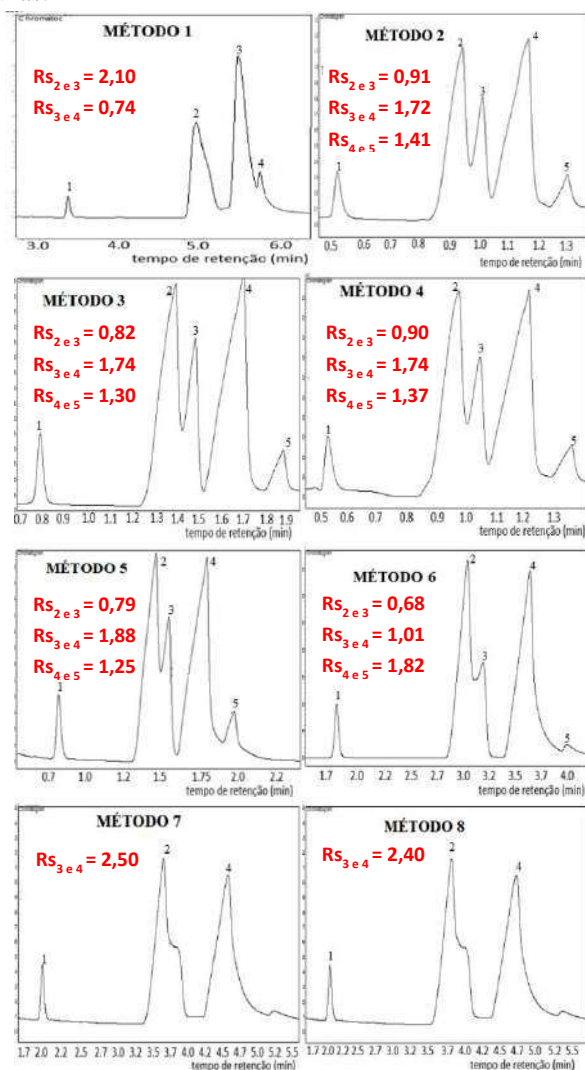 MÉTODO 1
Rs2 e 3 = 2,10
Rs3 e 4 = 0,74
1
2
3
4
3.0 4.0 5.0 6.0
tempo de retenção (min)
MÉTODO 2
Rs2 e 3 = 0,91
Rs3 e 4 = 1,72
Rs4 e 5 = 1,41
1
2
3
4
5
0.5 0.6 0.7 0.8 0.9 1.0 1.1 1.2 1.3
tempo de retenção (min)
MÉTODO 3
Rs2 e 3 = 0,82
Rs3 e 4 = 1,74
Rs4 e 5 = 1,30
1
2
3
4
5
0.7 0.8 0.9 1.0 1.1 1.2 1.3 1.4 1.5 1.6 1.7 1.8 1.9
tempo de retenção (min)
MÉTODO 4
Rs2 e 3 = 0,90
Rs3 e 4 = 1,74
Rs4 e 5 = 1,37
1
2
3
4
5
0.5 0.6 0.7 0.8 0.9 1.0 1.1 1.2 1.3
tempo de retenção (min)
MÉTODO 5
Rs2 e 3 = 0,79
Rs3 e 4 = 1,88
Rs4 e 5 = 1,25
1
2
3
4
5
0.7 1.0 1.2 1.5 1.75 2.0 2.2
tempo de retenção (min)
MÉTODO 6
Rs2 e 3 = 0,68
Rs3 e 4 = 1,01
Rs4 e 5 = 1,82
1
2
3
4
5
1.7 2.0 2.2 2.5 2.7 3.0 3.2 3.5 3.7 4.0
tempo de retenção (min)
MÉTODO 7
Rs3 e 4 = 2,50
1
2
4
1.7 2.0 2.2 2.5 2.7 3.0 3.2 3.5 3.7 4.0 4.2 4.5 4.7 5.0 5.2 5.5
tempo de retenção (min)
MÉTODO 8
Rs3 e 4 = 2,40
1
2
4
1.7 2.0 2.2 2.5 2.7 3.0 3.2 3.5 3.7 4.0 4.2 4.5 4.7 5.0 5.2 5.5
tempo de retenção (min)